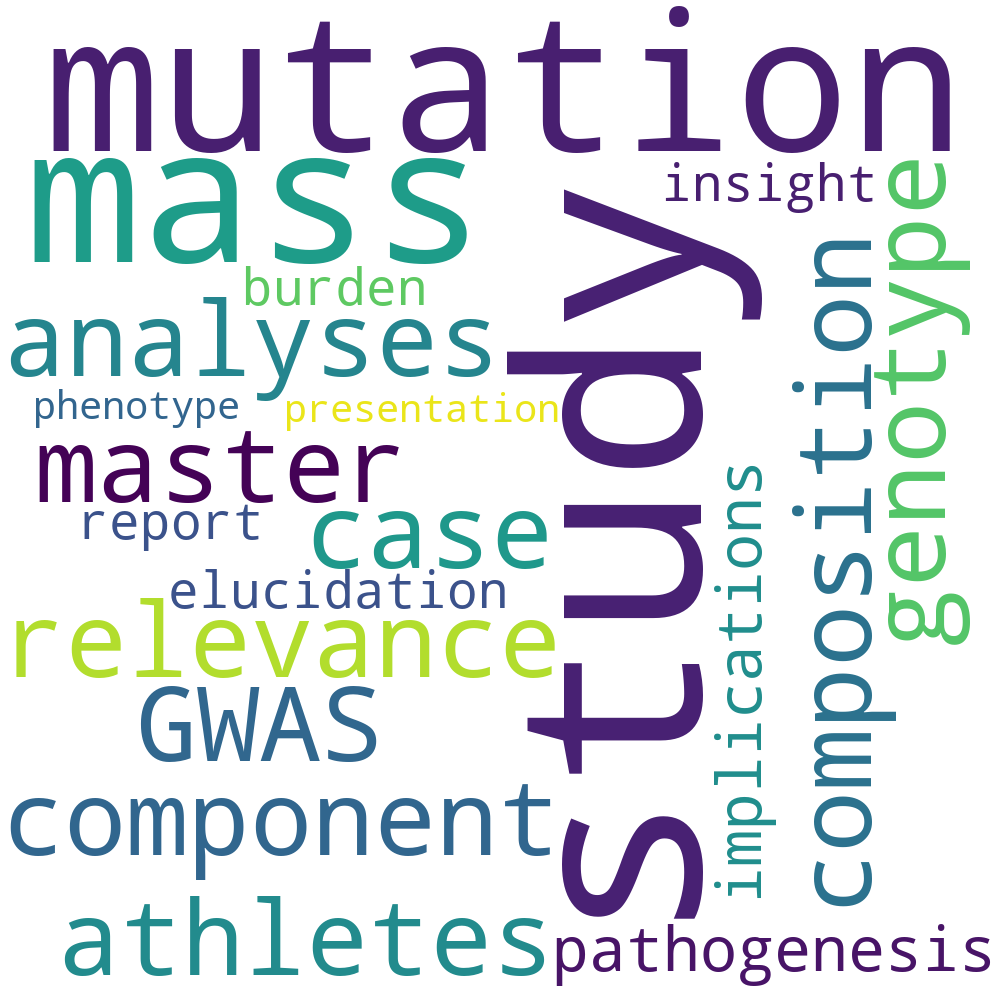 mutation
mass
insight
study
genotype
composition
burden
analyses
phenotype
presentation
master
report
case
implications
elucidation
relevance
GWAS
component
athletes
pathogenesis